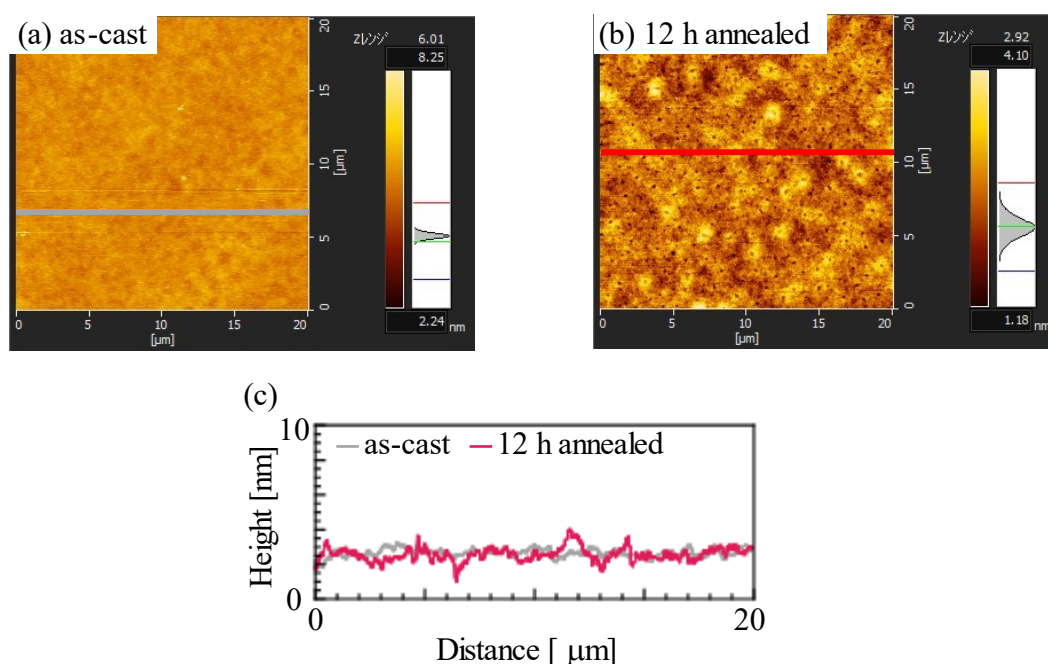 (a) as-cast
Zレンジ 6.01
8.25
20
15
[μm]
10
5
0
0 5 10 15 20
[μm]
2.24 nm
(b) 12 h annealed
Zレンジ 2.92
4.10
20
15
[μm]
10
5
0
0 5 10 15 20
[μm]
1.18 nm
(c)
10
as-cast 12 h annealed
Height [nm]
0
0 20
Distance [ μm]